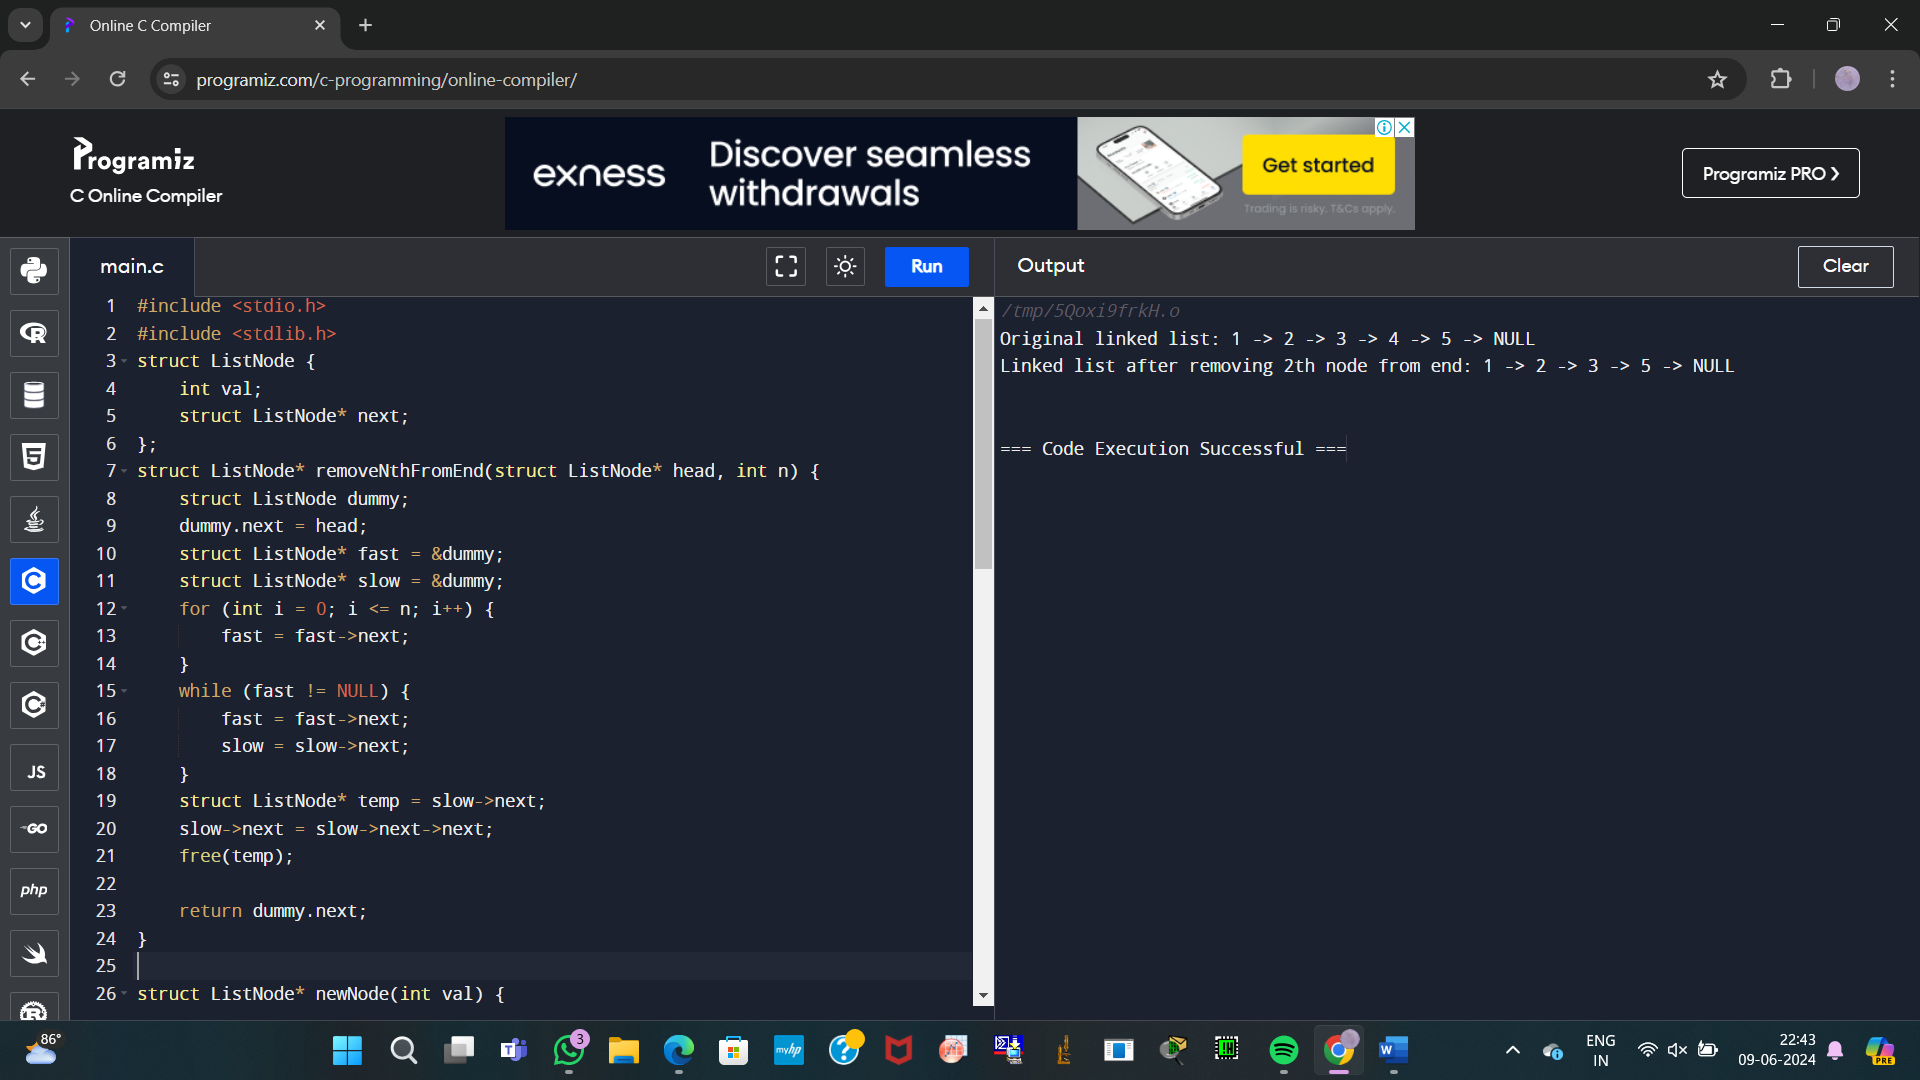 Online C Compiler
programiz.com/c-programming/online-compiler/
Programiz
C Online Compiler
exness
Discover seamless
withdrawals
Get started
Trading is risky. T&Cs apply.
Programiz PRO
main.c
Run
Output
Clear
1 #include <stdio.h>
2 #include <stdlib.h>
3 struct ListNode {
4     int val;
5     struct ListNode* next;
6 };
7 struct ListNode* removeNthFromEnd(struct ListNode* head, int n) {
8     struct ListNode dummy;
9     dummy.next = head;
10     struct ListNode* fast = &dummy;
11     struct ListNode* slow = &dummy;
12     for (int i = 0; i <= n; i++) {
13         fast = fast->next;
14     }
15     while (fast != NULL) {
16         fast = fast->next;
17         slow = slow->next;
18     }
19     struct ListNode* temp = slow->next;
20     slow->next = slow->next->next;
21     free(temp);
22
23     return dummy.next;
24 }
25
26 struct ListNode* newNode(int val) {
/tmp/5Qoxi9frkH.o
Original linked list: 1 -> 2 -> 3 -> 4 -> 5 -> NULL
Linked list after removing 2th node from end: 1 -> 2 -> 3 -> 5 -> NULL
=== Code Execution Successful ===
R
5
C
C
C
JS
GO
php
R
86°
T
3
myhp
?
W
ENG
IN
22:43
09-06-2024
PRE